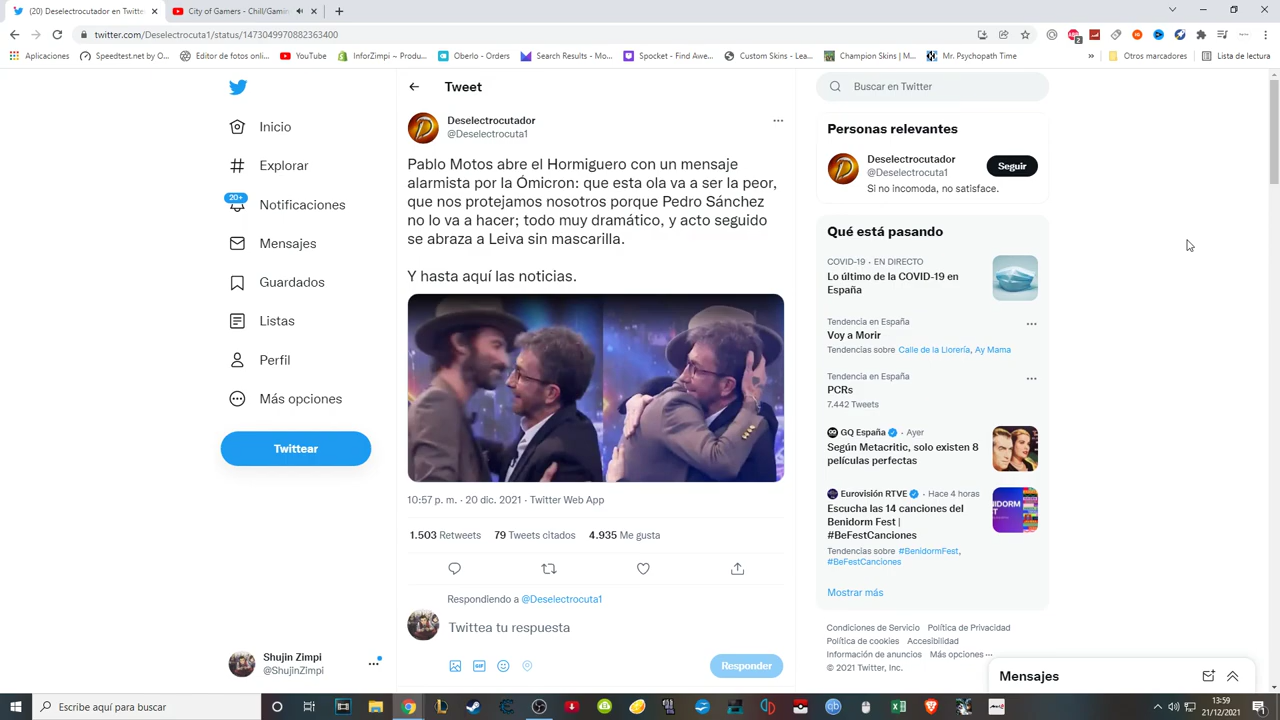 (20) Deselectrocutador en Twitter
City of Gamers - Chill/Gamin
twitter.com/Deselectrocuta1/status/1473049970882363400
Aplicaciones
Speedtest.net by O...
Editor de fotos onlin...
YouTube
InforZimpi – Produ...
Oberlo - Orders
Search Results - Mo...
Spocket - Find Awe...
Custom Skins - Lea...
Champion Skins | M...
Mr. Psychopath Time
»
Otros marcadores
Lista de lectura
Tweet
Buscar en Twitter
Inicio
Explorar
20+
Notificaciones
Mensajes
Guardados
Listas
Perfil
Más opciones
Twittear
Shujin Zimpi
@ShujinZimpi
Deselectrocutador
@Deselectrocuta1
Pablo Motos abre el Hormiguero con un mensaje
alarmista por la Ómicron: que esta ola va a ser la peor,
que nos protejamos nosotros porque Pedro Sánchez
no lo va a hacer; todo muy dramático, y acto seguido
se abraza a Leiva sin mascarilla.
Y hasta aquí las noticias.
10:57 p. m. · 20 dic. 2021 · Twitter Web App
1.503 Retweets 79 Tweets citados 4.935 Me gusta
Respondiendo a @Deselectrocuta1
Twittea tu respuesta
GIF
Responder
Personas relevantes
Deselectrocutador
@Deselectrocuta1
Seguir
Si no incomoda, no satisface.
Qué está pasando
COVID-19 · EN DIRECTO
Lo último de la COVID-19 en
España
Tendencia en España
Voy a Morir
Tendencias sobre Calle de la Llorería, Ay Mama
Tendencia en España
PCRs
7.442 Tweets
GQ España · Ayer
Según Metacritic, solo existen 8
películas perfectas
Eurovisión RTVE · Hace 4 horas
Escucha las 14 canciones del
Benidorm Fest |
#BeFestCanciones
Tendencias sobre #BenidormFest,
#BeFestCanciones
Mostrar más
Condiciones de Servicio Política de Privacidad
Política de cookies Accesibilidad
Información de anuncios Más opciones ···
© 2021 Twitter, Inc.
Mensajes
Escribe aquí para buscar
13:59
21/12/2021